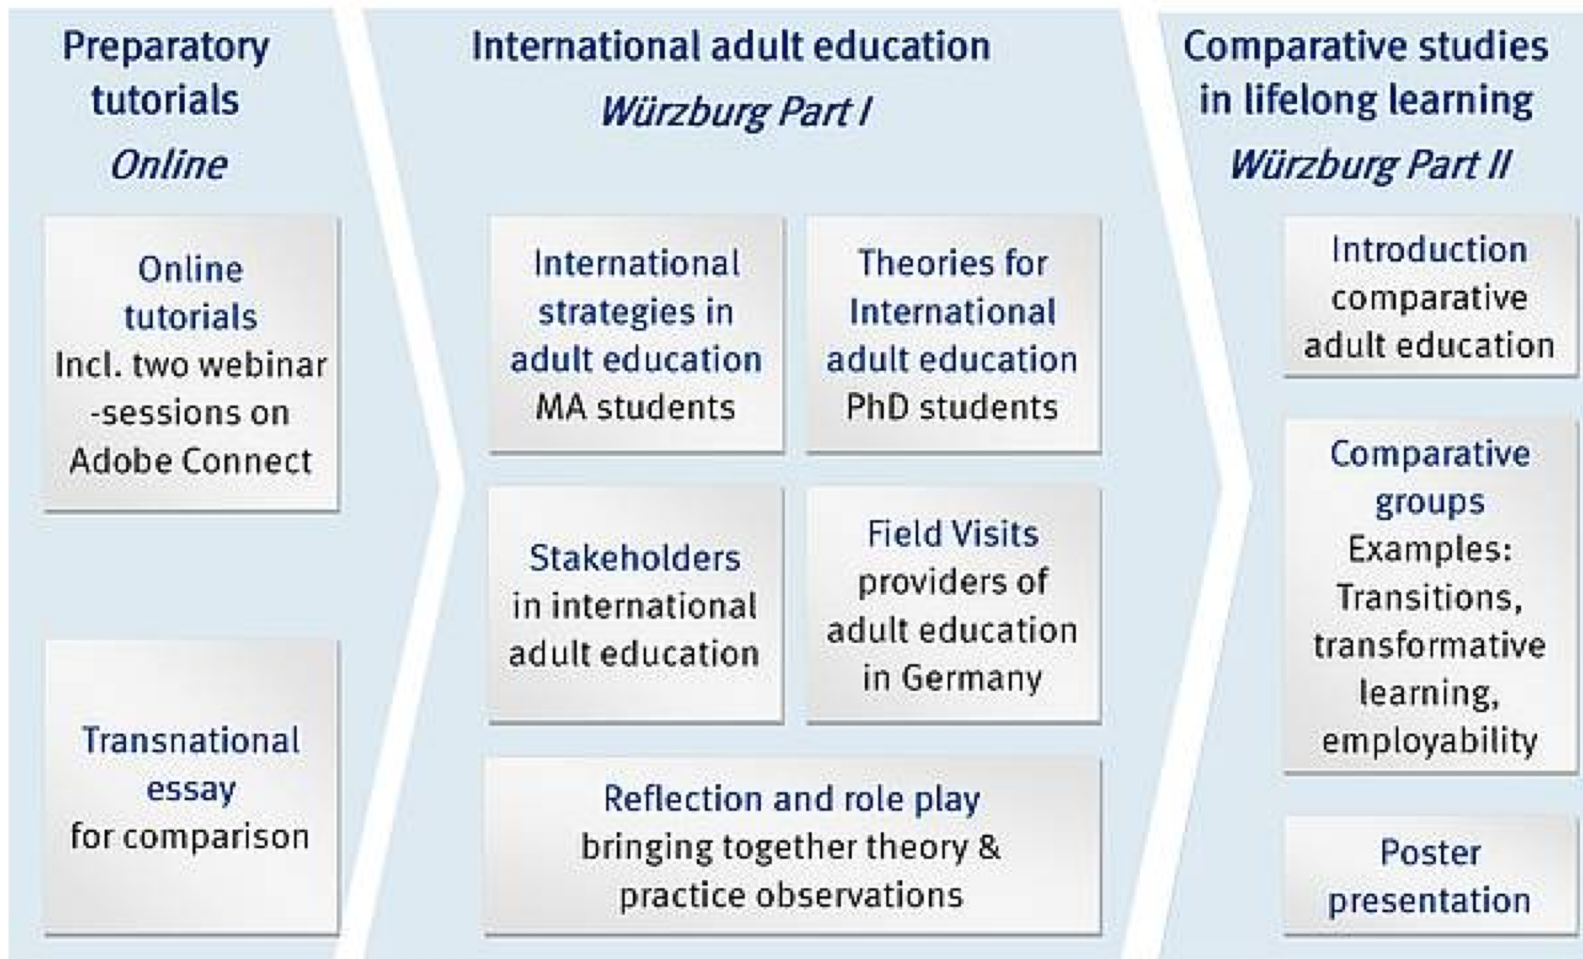 Preparatory
tutorials
Online
Online
tutorials
Incl. two webinar
-sessions on
Adobe Connect
Transnational
essay
for comparison
International adult education
Würzburg Part I
International
strategies in
adult education
MA students
Theories for
International
adult education
PhD students
Stakeholders
in international
adult education
Field Visits
providers of
adult education
in Germany
Reflection and role play
bringing together theory &
practice observations
Comparative studies
in lifelong learning
Würzburg Part II
Introduction
comparative
adult education
Comparative
groups
Examples:
Transitions,
transformative
learning,
employability
Poster
presentation